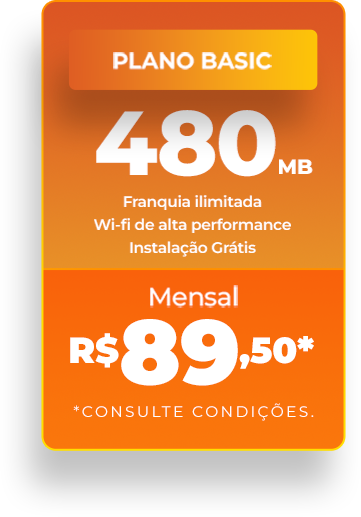 PLANO BASIC
480MB
Franquia ilimitada
Wi-fi de alta performance
Instalação Grátis
Mensal
R$89,50*
*CONSULTE CONDIÇÕES.